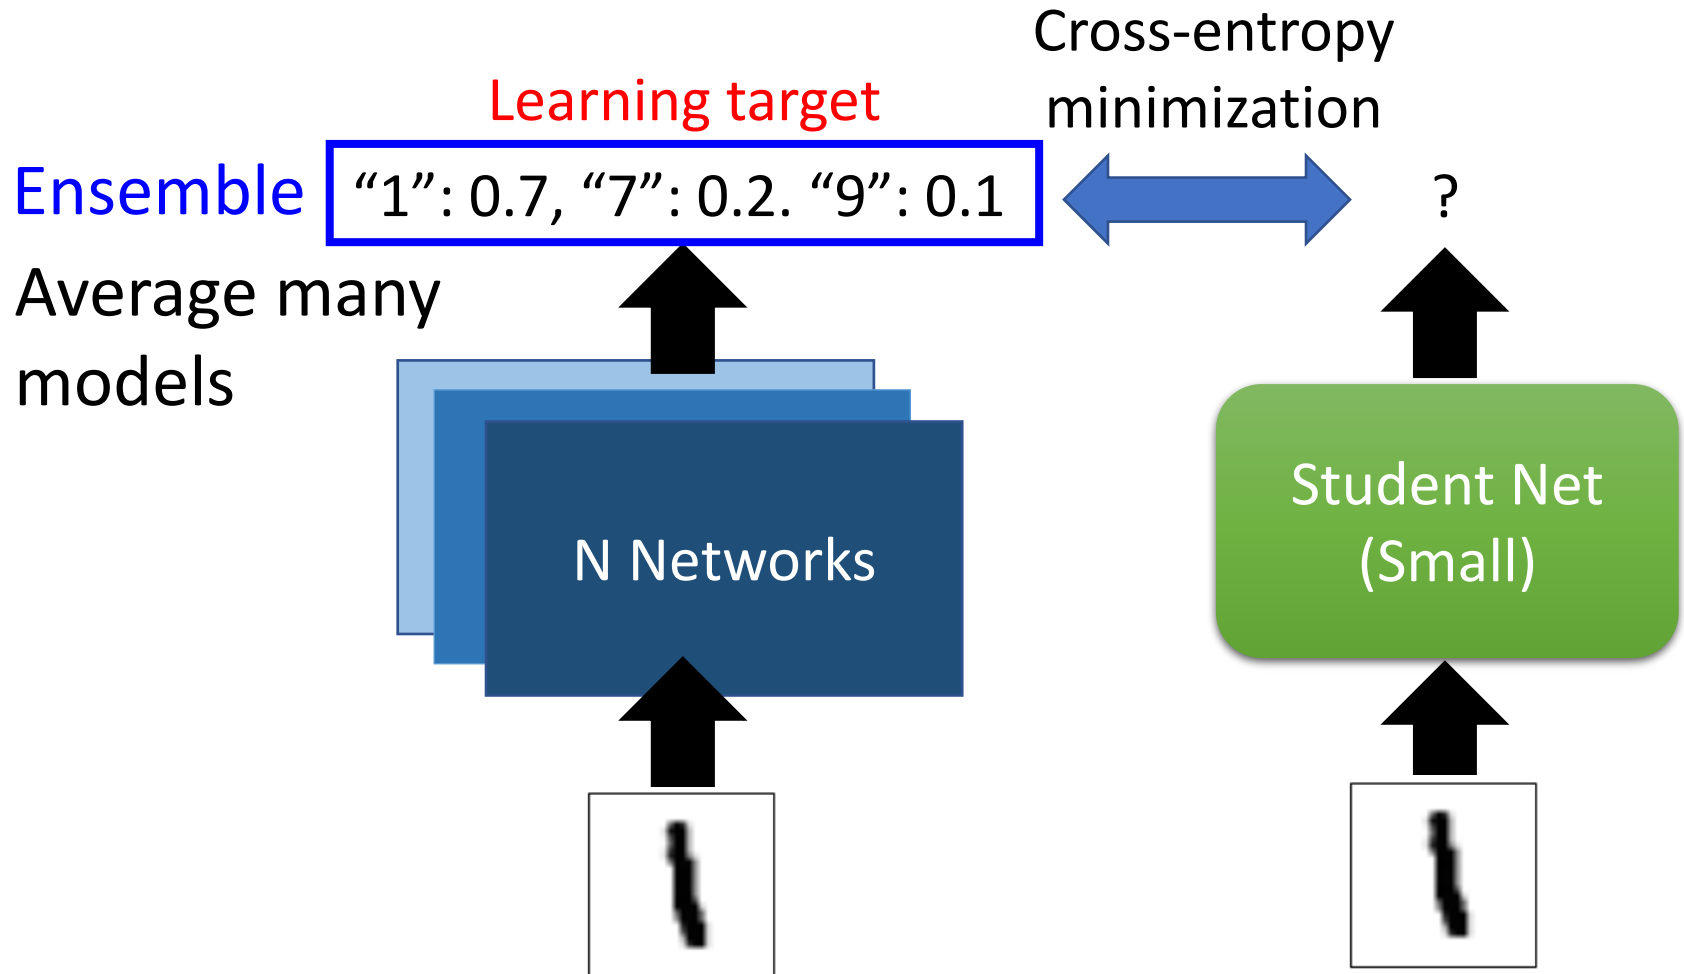 Cross-entropy
minimization
Learning target
Ensemble
“1”: 0.7, “7”: 0.2. “9”: 0.1
?
Average many
models
N Networks
Student Net
(Small)